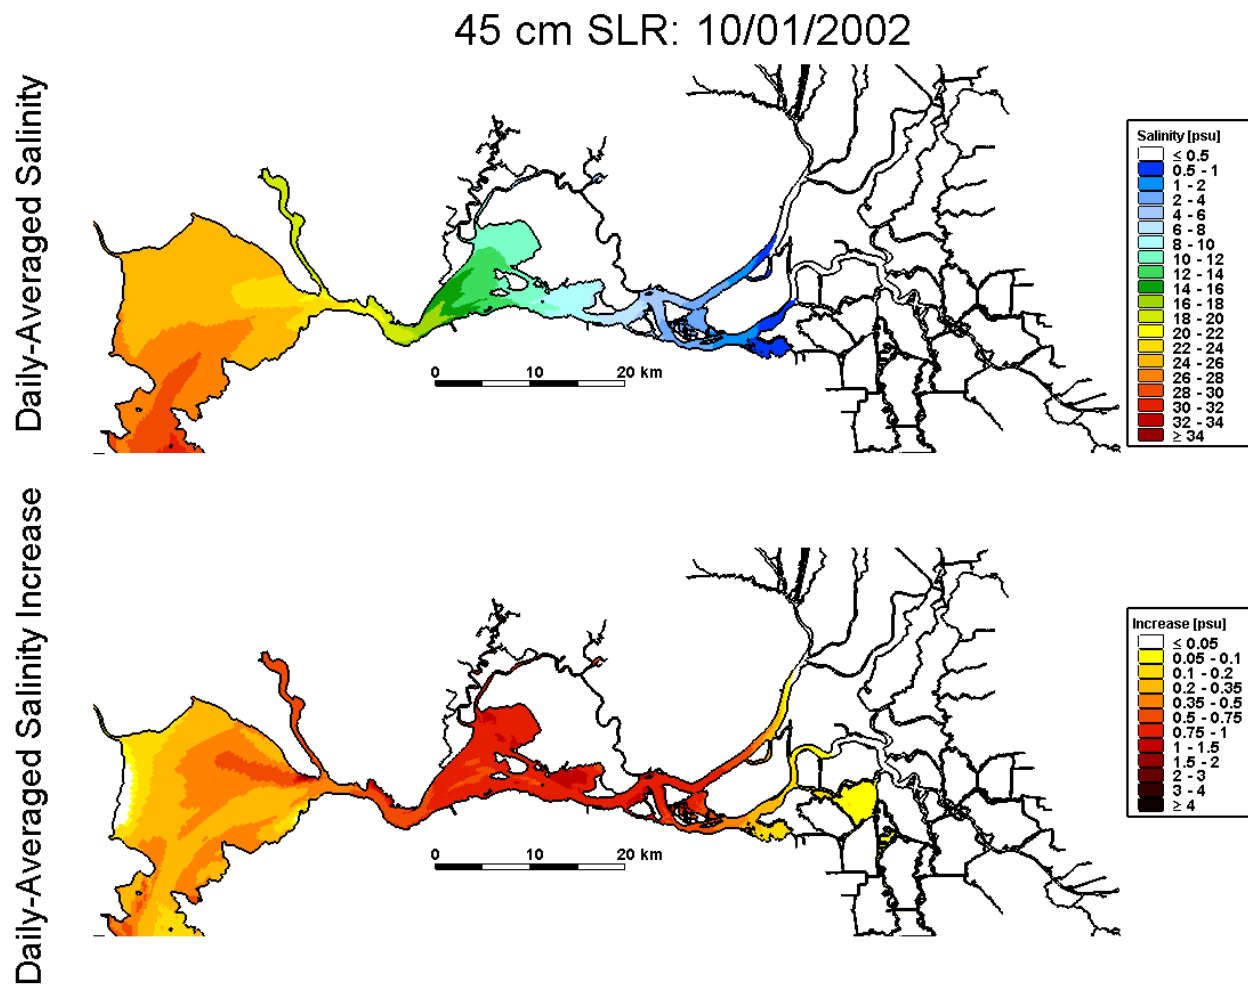 45 cm SLR: 10/01/2002
Daily-Averaged Salinity
Salinity [psu]
≤ 0.5
0.5 - 1
1 - 2
2 - 4
4 - 6
6 - 8
8 - 10
10 - 12
12 - 14
14 - 16
16 - 18
18 - 20
20 - 22
22 - 24
24 - 26
26 - 28
28 - 30
30 - 32
32 - 34
≥ 34
0 10 20 km
Daily-Averaged Salinity Increase
Increase [psu]
≤ 0.05
0.05 - 0.1
0.1 - 0.2
0.2 - 0.35
0.35 - 0.5
0.5 - 0.75
0.75 - 1
1 - 1.5
1.5 - 2
2 - 3
3 - 4
≥ 4
0 10 20 km